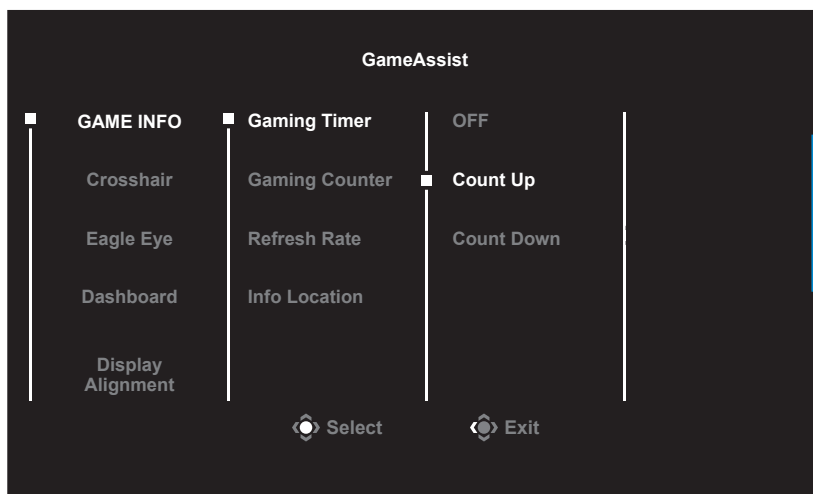 GameAssist
GAME INFO
Gaming Timer
OFF
Crosshair
Gaming Counter
Count Up
Eagle Eye
Refresh Rate
Count Down
Dashboard
Info Location
Display
Alignment
Select
Exit